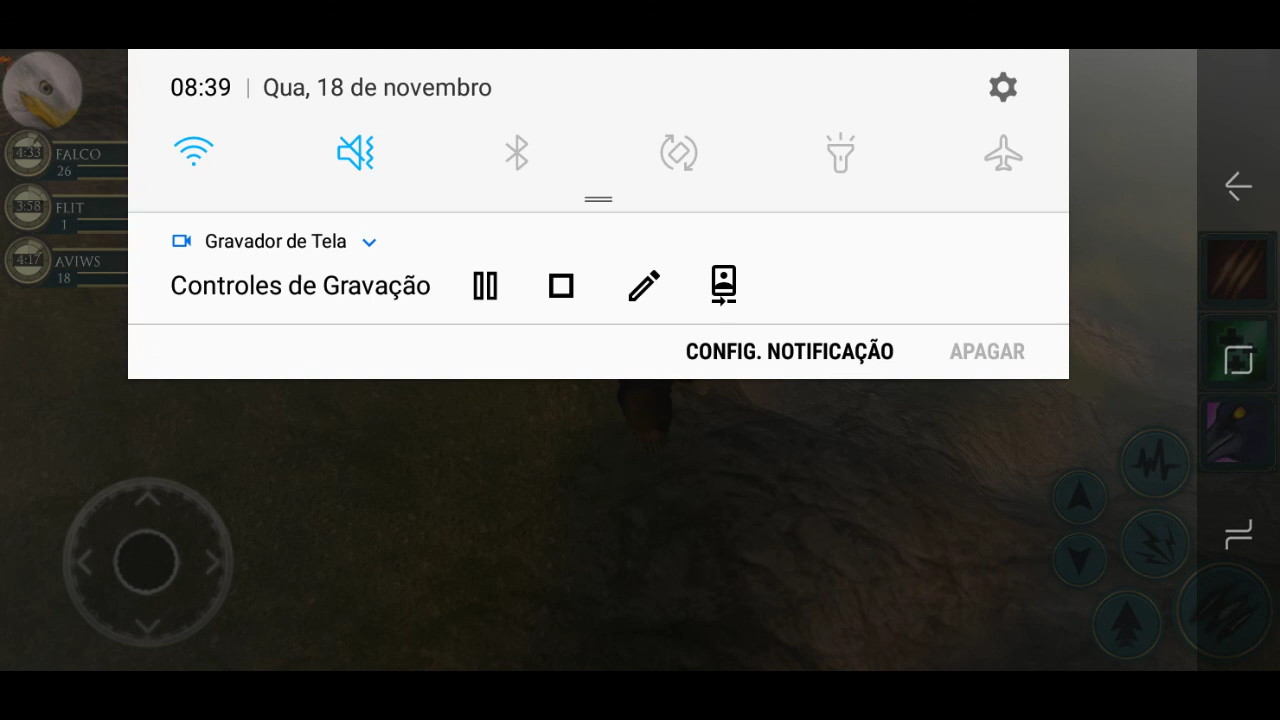 08:39 | Qua, 18 de novembro
4:33 FALCO
26
3:58 FLIT
1
4:17 AVIWS
18
Gravador de Tela
Controles de Gravação
CONFIG. NOTIFICAÇÃO APAGAR